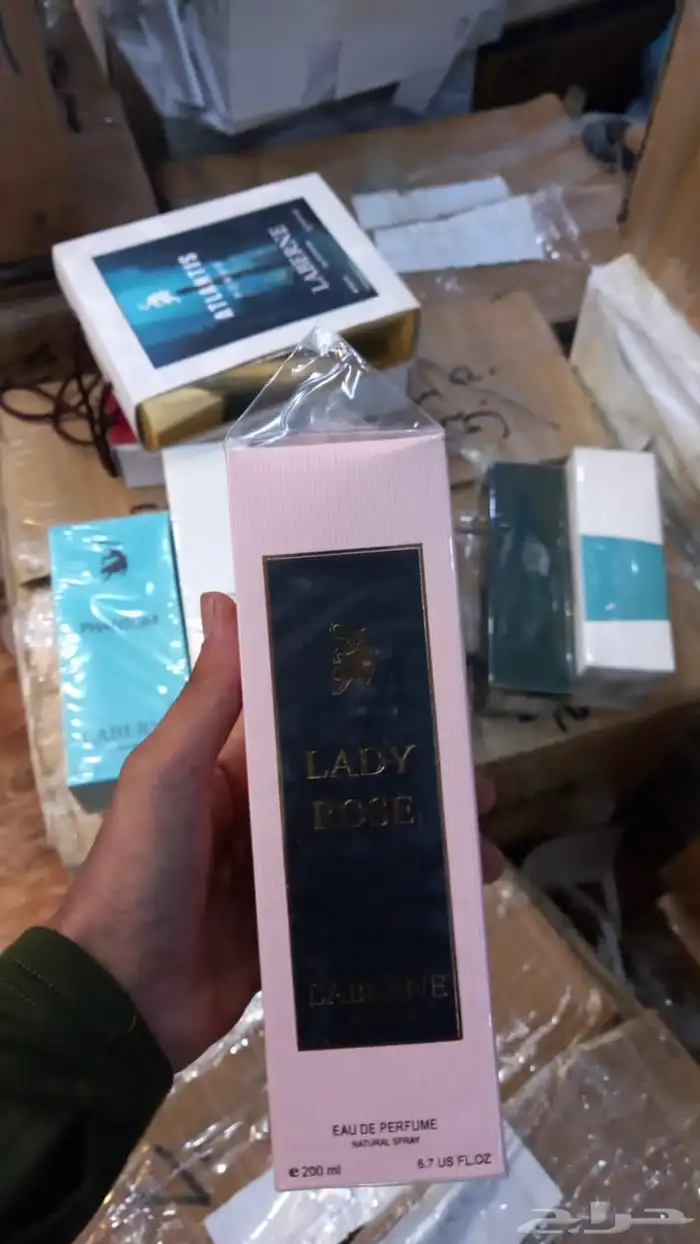 LABERNE
ATLANTIS
PHANTOM
LABERNE
LADY
ROSE
LABERNE
EAU DE PERFUME
NATURAL SPRAY
e 200 ml 6.7 US FL.OZ
حراج